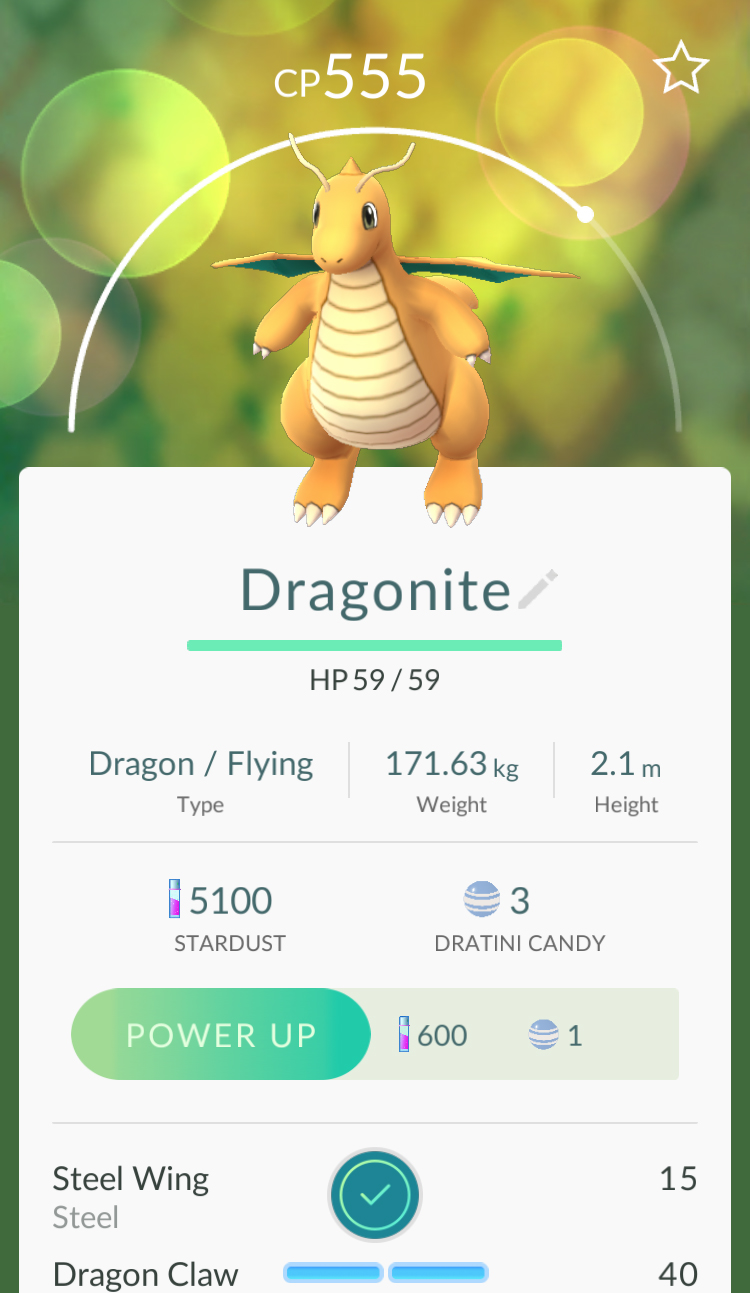 CP555
Dragonite
HP 59 / 59
Dragon / Flying 171.63 kg 2.1 m
Type Weight Height
5100 3
STARDUST DRATINI CANDY
POWER UP 600 1
Steel Wing 15
Steel
Dragon Claw 40